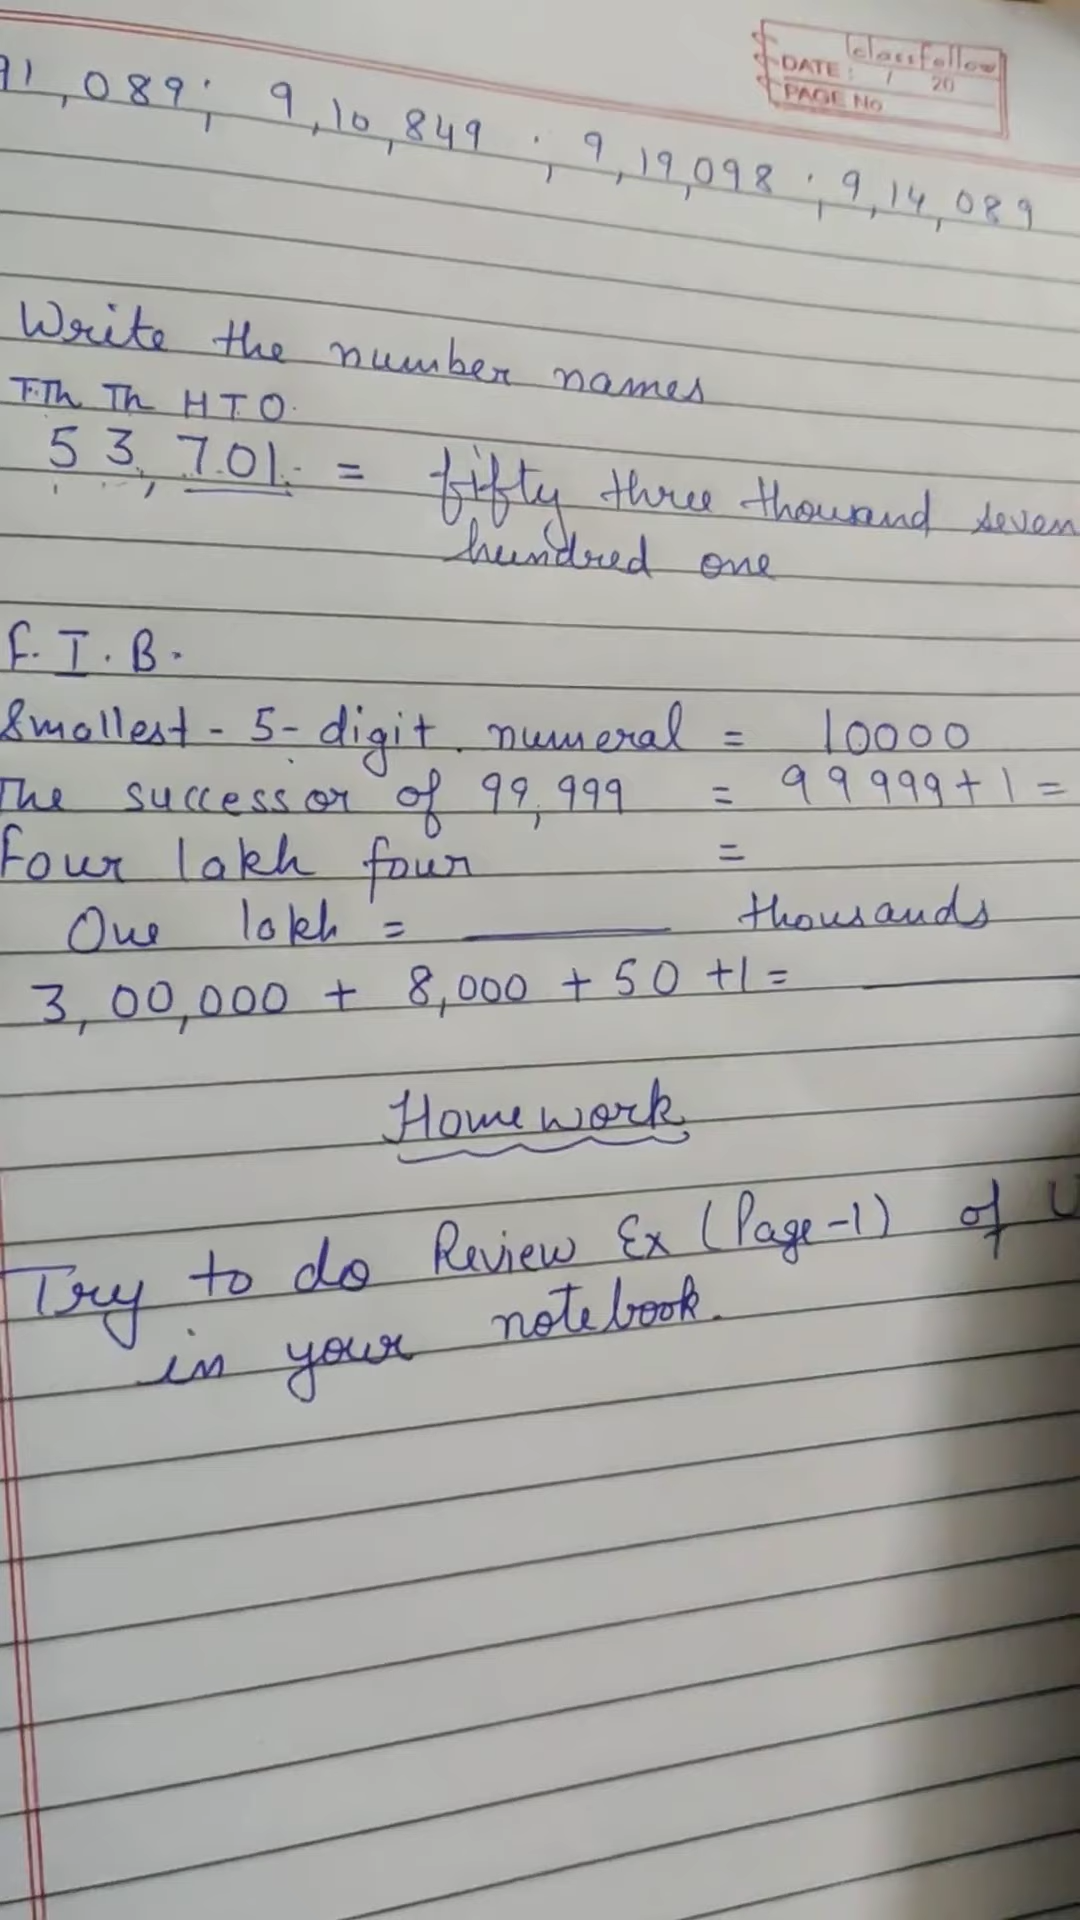 classfellow
DATE: / 20
PAGE No
91,089; 9,10,849 ; 9,19,098 ; 9,14,089
Write the number names
T.Th Th H T O.
53,701 = fifty three thousand seven
hundred one
F.I.B.
Smallest-5-digit numeral = 10000
The successor of 99,999 = 99999+1=
Four lakh four =
One lakh = ______ thousands
3,00,000 + 8,000 + 50 +1= ______
Homework
Try to do Review Ex (Page-1) of
in your notebook.